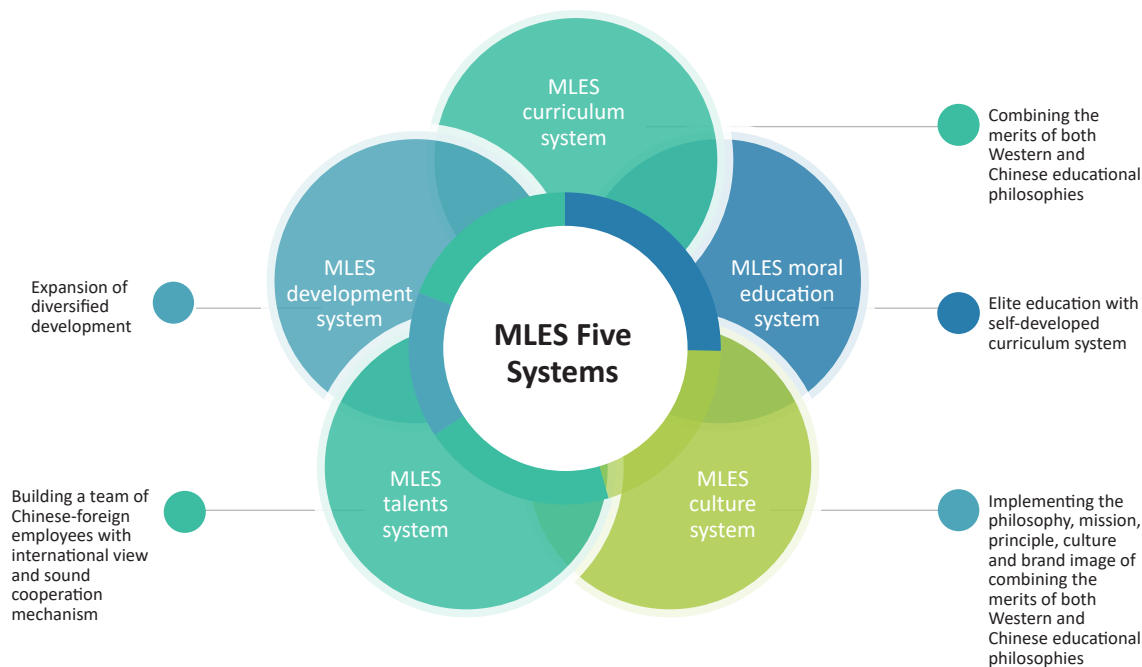 MLES
curriculum
system
Combining the
merits of both
Western and
Chinese educational
philosophies
MLES
development
system
MLES moral
education
system
Expansion of
diversified
development
MLES Five
Systems
Elite education with
self-developed
curriculum system
MLES
talents
system
MLES
culture
system
Building a team of
Chinese-foreign
employees with
international view
and sound
cooperation
mechanism
Implementing the
philosophy, mission,
principle, culture
and brand image of
combining the
merits of both
Western and
Chinese educational
philosophies